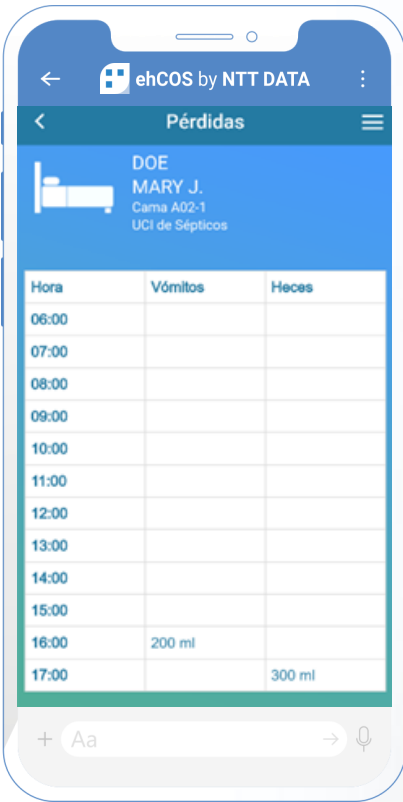 ehCOS by NTT DATA
Pérdidas
DOE
MARY J.
Cama A02-1
UCI de Sépticos
Hora Vómitos Heces
06:00
07:00
08:00
09:00
10:00
11:00
12:00
13:00
14:00
15:00
16:00 200 ml
17:00 300 ml
Aa